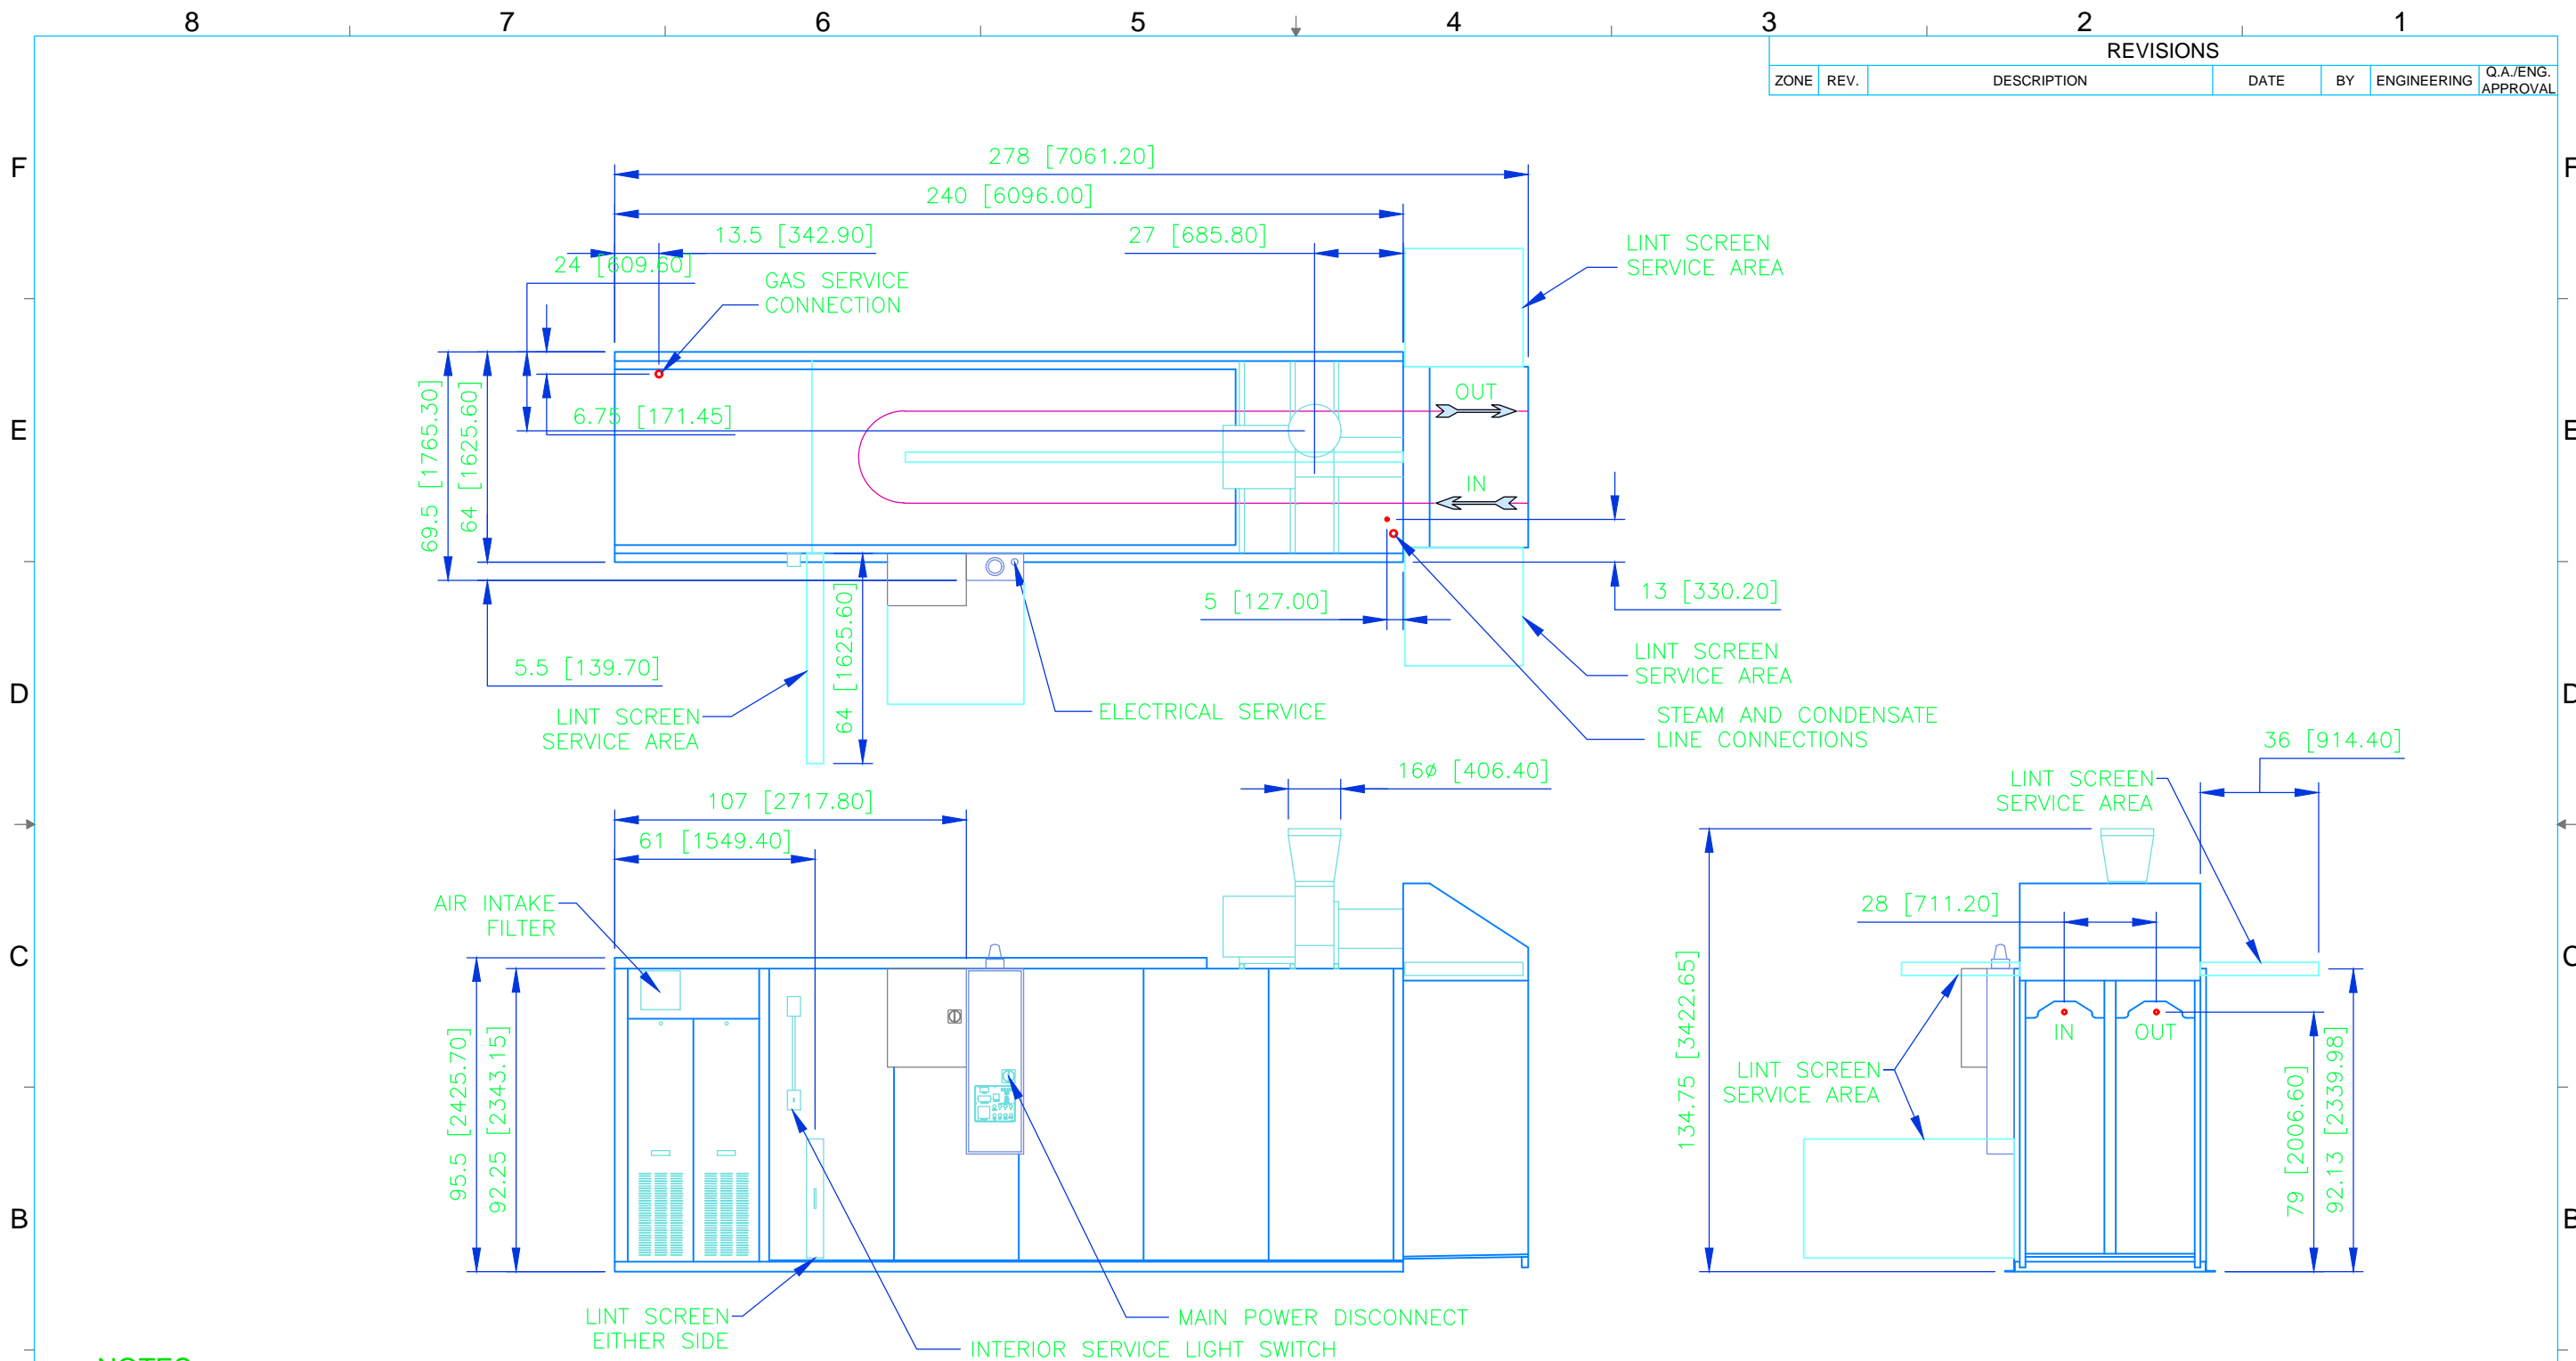 8 7 6 5 4 3 2 1
REVISIONS
ZONE REV. DESCRIPTION DATE BY ENGINEERING Q.A./ENG. APPROVAL
F F
278 [7061.20]
240 [6096.00]
13.5 [342.90]
27 [685.80]
24 [609.60]
GAS SERVICE
CONNECTION
LINT SCREEN
SERVICE AREA
E E
69.5 [1765.30]
64 [1625.60]
6.75 [171.45]
OUT
IN
5 [127.00]
13 [330.20]
64 [1625.60]
5.5 [139.70]
D D
LINT SCREEN
SERVICE AREA
ELECTRICAL SERVICE
LINT SCREEN
SERVICE AREA
STEAM AND CONDENSATE
LINE CONNECTIONS
36 [914.40]
16ø [406.40]
LINT SCREEN
SERVICE AREA
107 [2717.80]
61 [1549.40]
AIR INTAKE
FILTER
28 [711.20]
C C
95.5 [2425.70]
92.25 [2343.15]
134.75 [3422.65]
IN OUT
LINT SCREEN
SERVICE AREA
79 [2006.60]
92.13 [2339.98]
B B
LINT SCREEN
EITHER SIDE
MAIN POWER DISCONNECT
INTERIOR SERVICE LIGHT SWITCH
NOTES